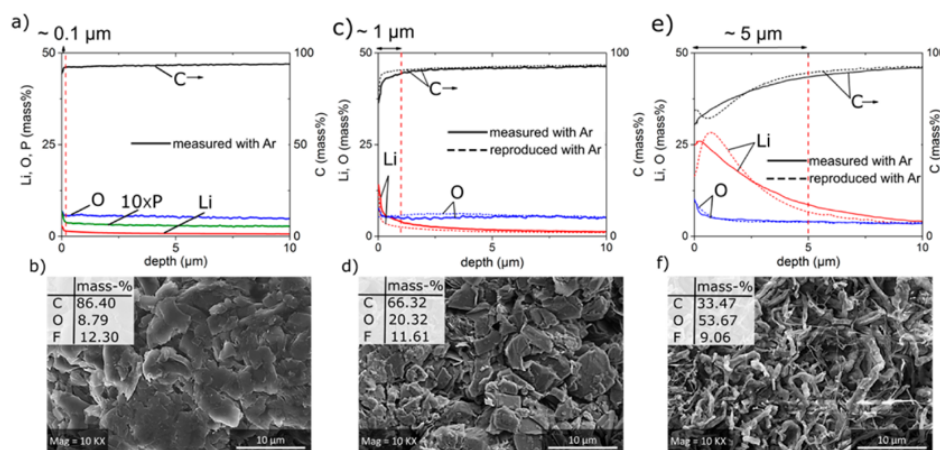 a)
~ 0.1 µm
50
25
0
Li, O, P (mass%)
100
50
0
C (mass%)
C
measured with Ar
O
10xP
Li
0
5
10
depth (µm)
c)
~ 1 µm
50
25
0
Li, O (mass%)
100
50
0
C (mass%)
C
measured with Ar
reproduced with Ar
Li
O
0
5
10
depth (µm)
e)
~ 5 µm
50
25
0
Li, O (mass%)
100
50
0
C (mass%)
C
Li
measured with Ar
reproduced with Ar
O
0
5
10
depth (µm)
b)
mass-%
C 86.40
O 8.79
F 12.30
Mag = 10 KX
10 µm
d)
mass-%
C 66.32
O 20.32
F 11.61
Mag = 10 KX
10 µm
f)
mass-%
C 33.47
O 53.67
F 9.06
Mag = 10 KX
10 µm